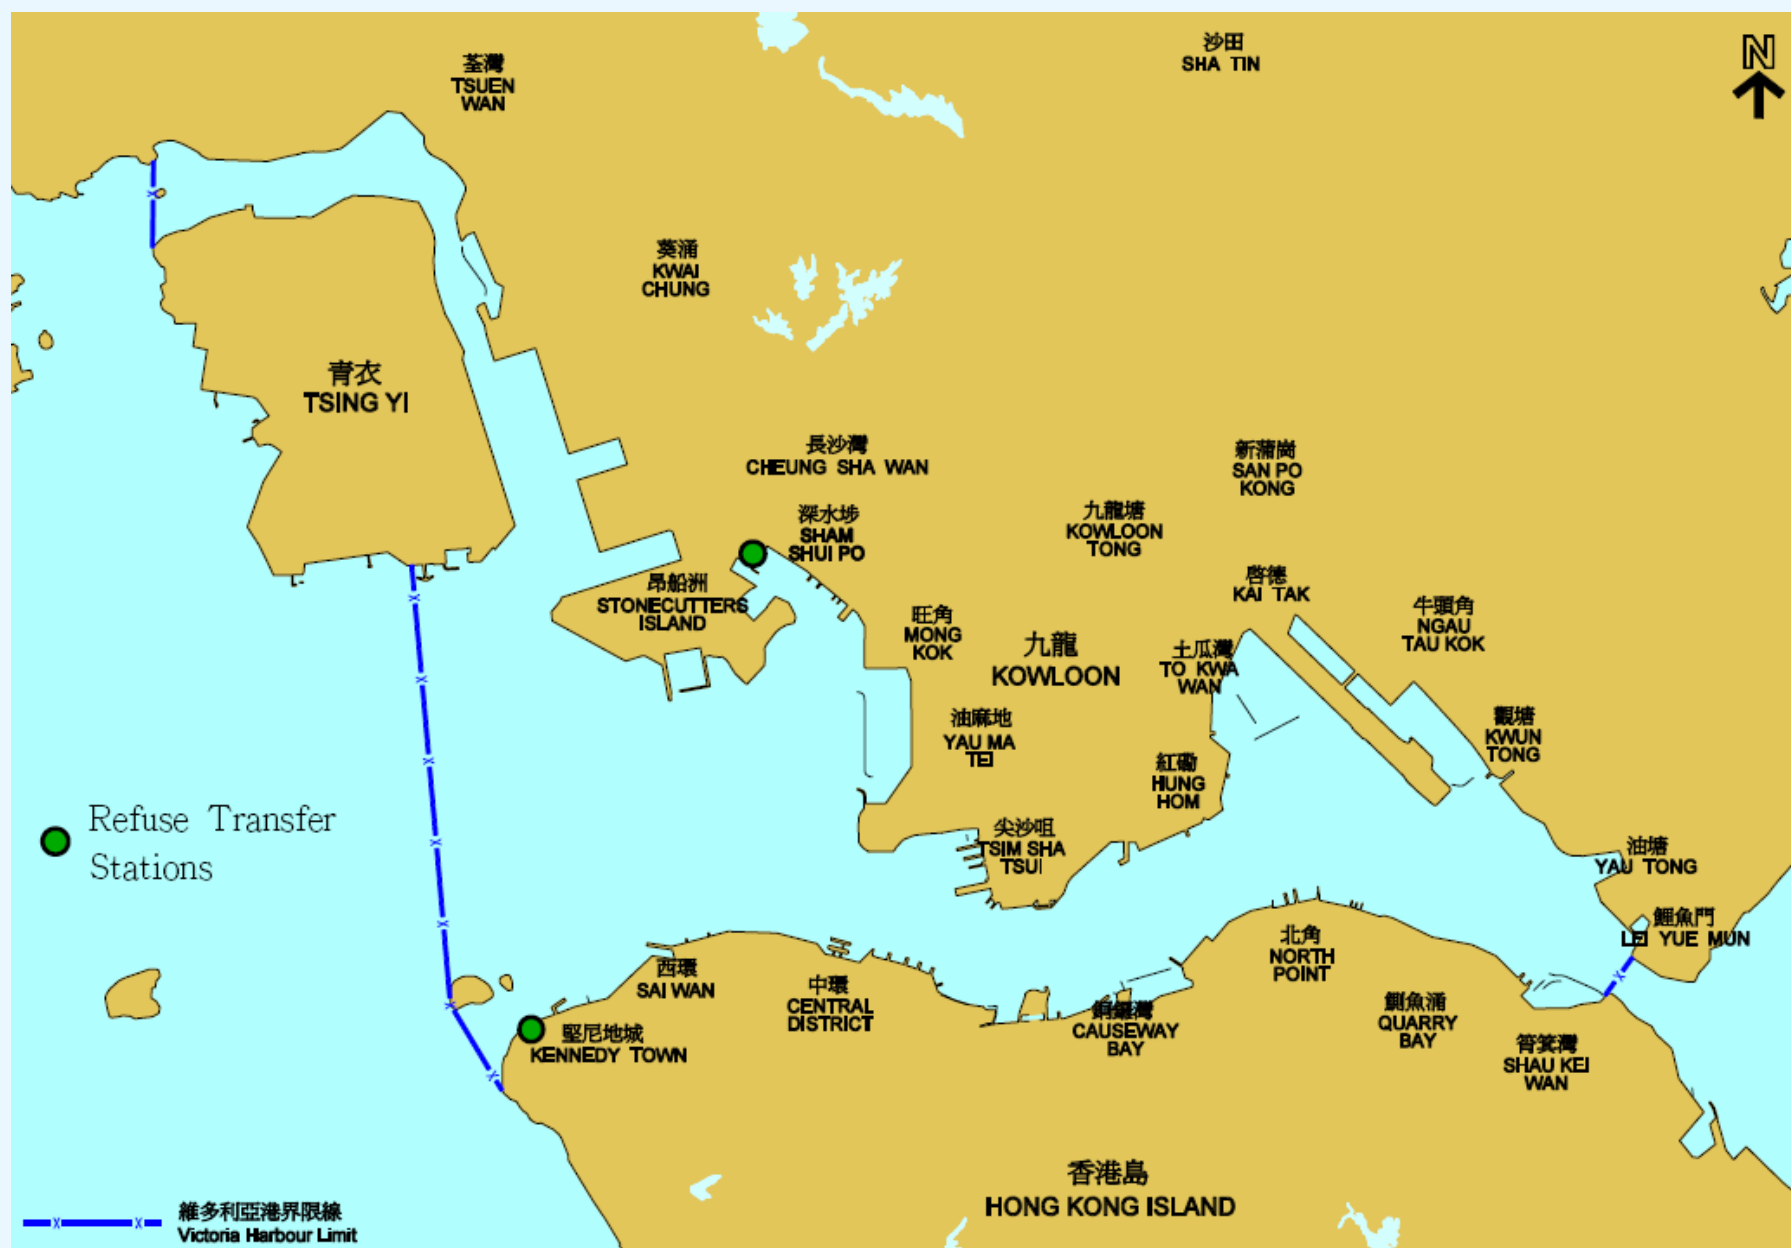 沙田
SHA TIN
N
荃灣
TSUEN
WAN
葵涌
KWAI
CHUNG
青衣
TSING YI
長沙灣
CHEUNG SHA WAN
新蒲崗
SAN PO
KONG
深水埗
SHAM
SHUI PO
九龍塘
KOWLOON
TONG
昂船洲
STONECUTTERS
ISLAND
啓德
KAI TAK
牛頭角
NGAU
TAU KOK
旺角
MONG
KOK
九龍
KOWLOON
土瓜灣
TO KWA
WAN
油麻地
YAU MA
TEI
觀塘
KWUN
TONG
紅磡
HUNG
HOM
Refuse Transfer
Stations
尖沙咀
TSIM SHA
TSUI
油塘
YAU TONG
鯉魚門
LEI YUE MUN
西環
SAI WAN
中環
CENTRAL
DISTRICT
北角
NORTH
POINT
銅鑼灣
CAUSEWAY
BAY
鰂魚涌
QUARRY
BAY
堅尼地城
KENNEDY TOWN
筲箕灣
SHAU KEI
WAN
香港島
HONG KONG ISLAND
維多利亞港界限線
Victoria Harbour Limit